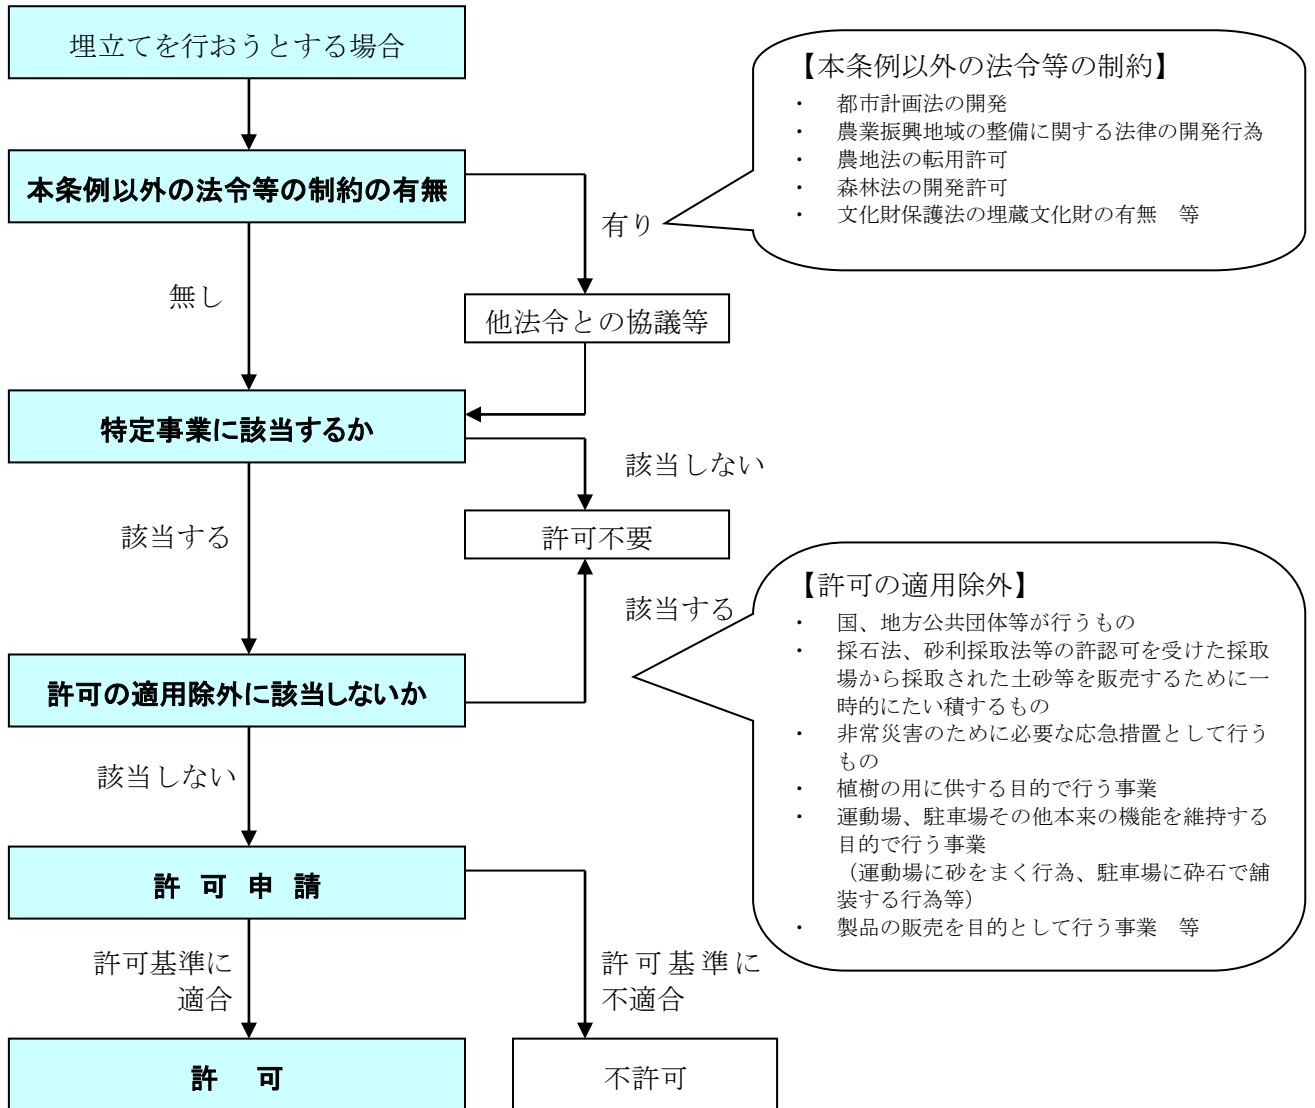 埋立てを行おうとする場合
【本条例以外の法令等の制約】
・ 都市計画法の開発
・ 農業振興地域の整備に関する法律の開発行為
・ 農地法の転用許可
・ 森林法の開発許可
・ 文化財保護法の埋蔵文化財の有無 等
本条例以外の法令等の制約の有無
有り
無し
他法令との協議等
特定事業に該当するか
該当しない
該当する
許可不要
該当する
【許可の適用除外】
・ 国、地方公共団体等が行うもの
・ 採石法、砂利採取法等の許認可を受けた採取
場から採取された土砂等を販売するために一
時的にたい積するもの
・ 非常災害のために必要な応急措置として行う
もの
・ 植樹の用に供する目的で行う事業
・ 運動場、駐車場その他本来の機能を維持する
目的で行う事業
（運動場に砂をまく行為、駐車場に砕石で舗
装する行為等）
・ 製品の販売を目的として行う事業 等
許可の適用除外に該当しないか
該当しない
許可申請
許可基準に
適合
許可基準に
不適合
許 可
不許可